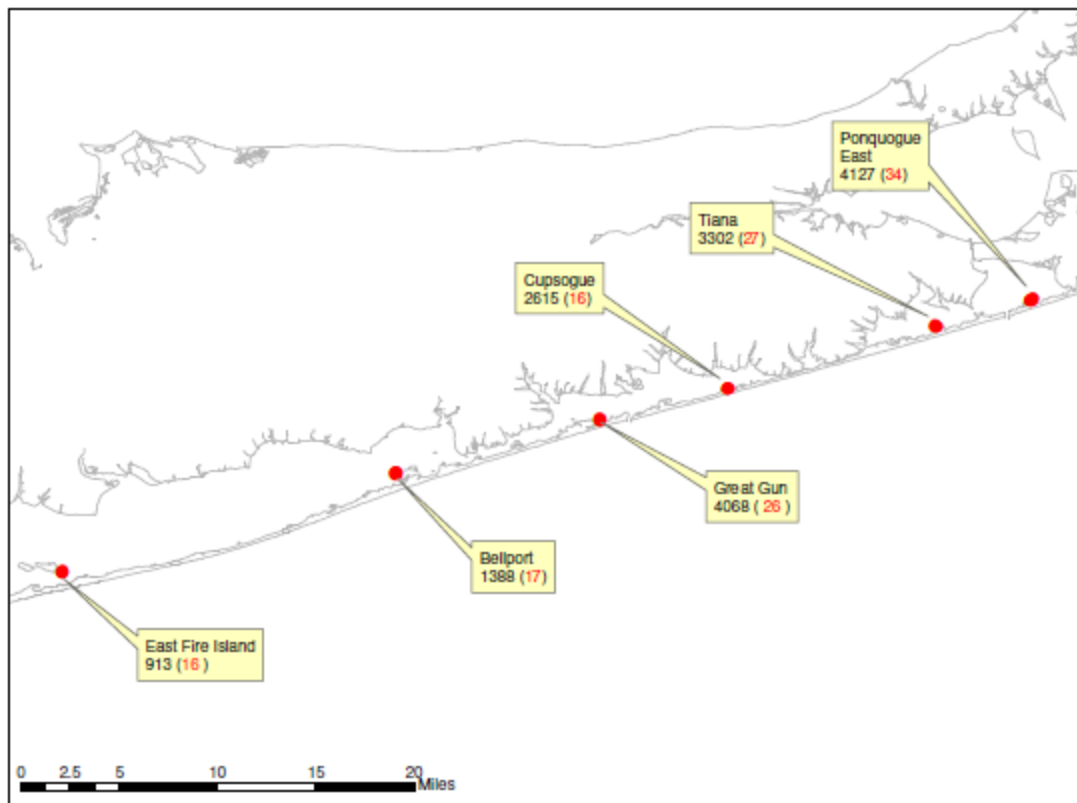 Ponquogue
East
4127 (34)
Tiana
3302 (27)
Cupsogue
2615 (16)
Great Gun
4068 ( 26 )
Bellport
1388 (17)
East Fire Island
913 (16 )
0 2.5 5 10 15 20
Miles